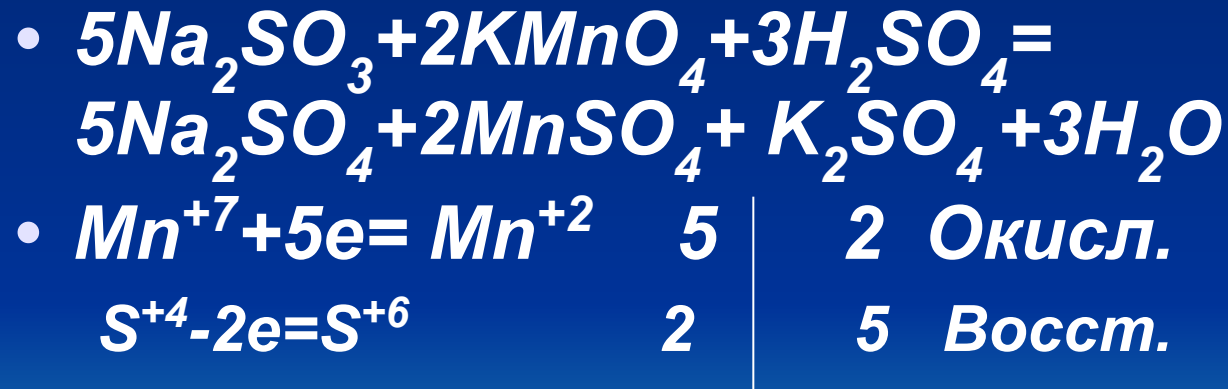 • 5Na₂SO₃+2KMnO₄+3H₂SO₄=
5Na₂SO₄+2MnSO₄+ K₂SO₄+3H₂O
• Mn⁺⁷+5e= Mn⁺² 5 | 2 Окисл.
S⁺⁴-2e=S⁺⁶ 2 | 5 Восст.